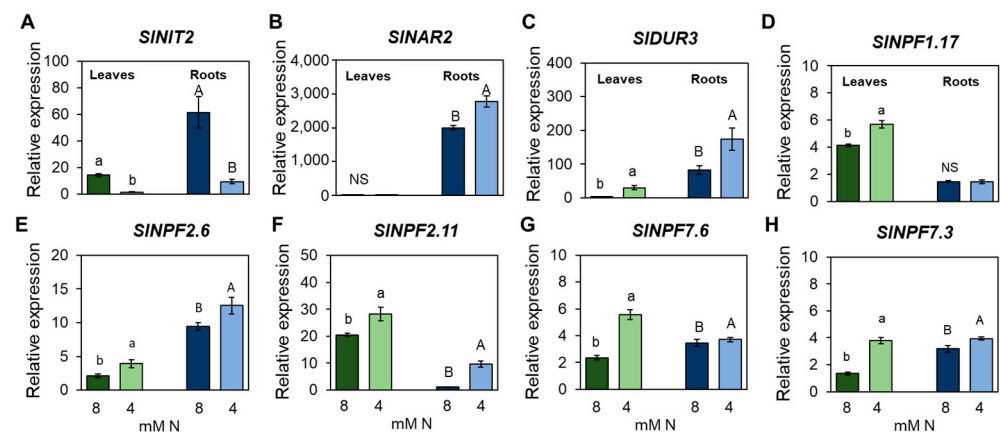 A
SlNIT2
Relative expression
100
80
60
40
20
0
Leaves
Roots
a
b
A
B
B
SlNAR2
Relative expression
4,000
3,000
2,000
1,000
0
Leaves
Roots
NS
B
A
C
SlDUR3
Relative expression
400
300
200
100
0
Leaves
Roots
b
a
B
A
D
SlNPF1.17
Relative expression
10
8
6
4
2
0
Leaves
Roots
b
a
NS
E
SlNPF2.6
Relative expression
20
15
10
5
0
b
a
B
A
8
4
8
4
mM N
F
SlNPF2.11
Relative expression
50
40
30
20
10
0
b
a
B
A
8
4
8
4
mM N
G
SlNPF7.6
Relative expression
10
8
6
4
2
0
b
a
B
A
8
4
8
4
mM N
H
SlNPF7.3
Relative expression
10
8
6
4
2
0
b
a
B
A
8
4
8
4
mM N